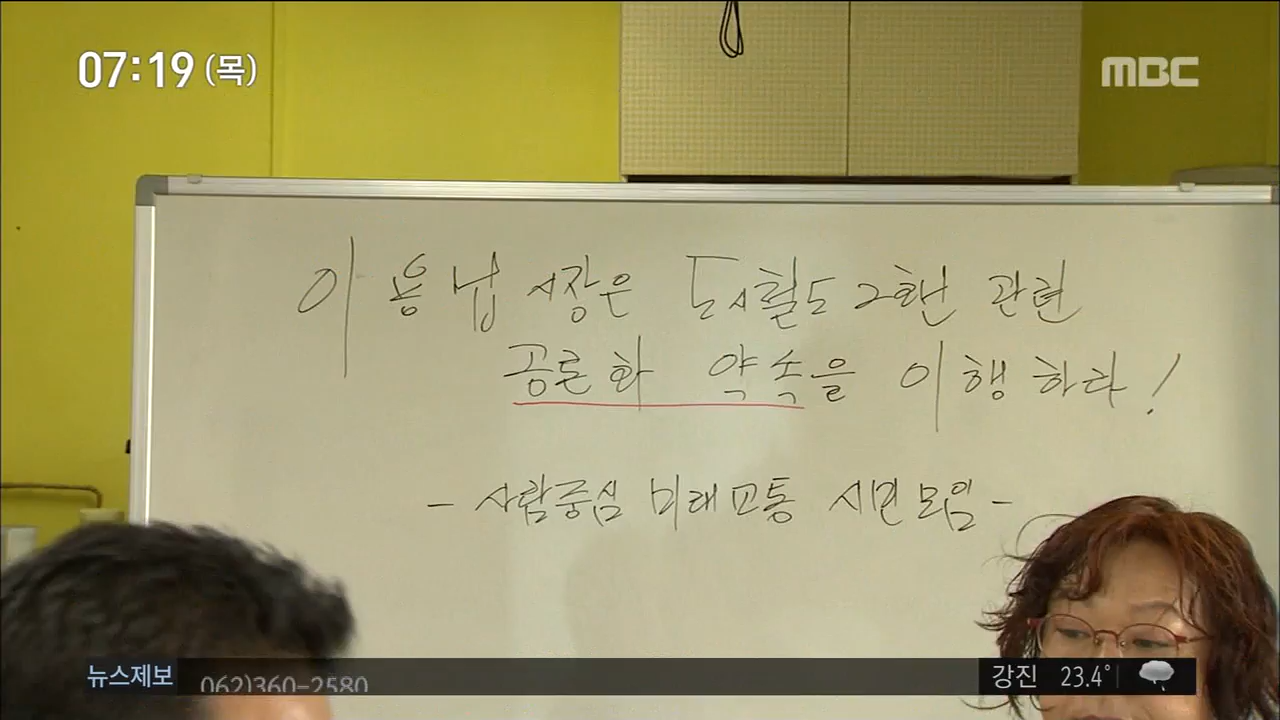 07:19 (목)
MBC
이용섭 시장은 도시철도 2호선 관련
공론화 약속을 이행하라!
- 사람중심 미래교통 시민모임 -
뉴스제보 062)360-2580
강진 23.4°